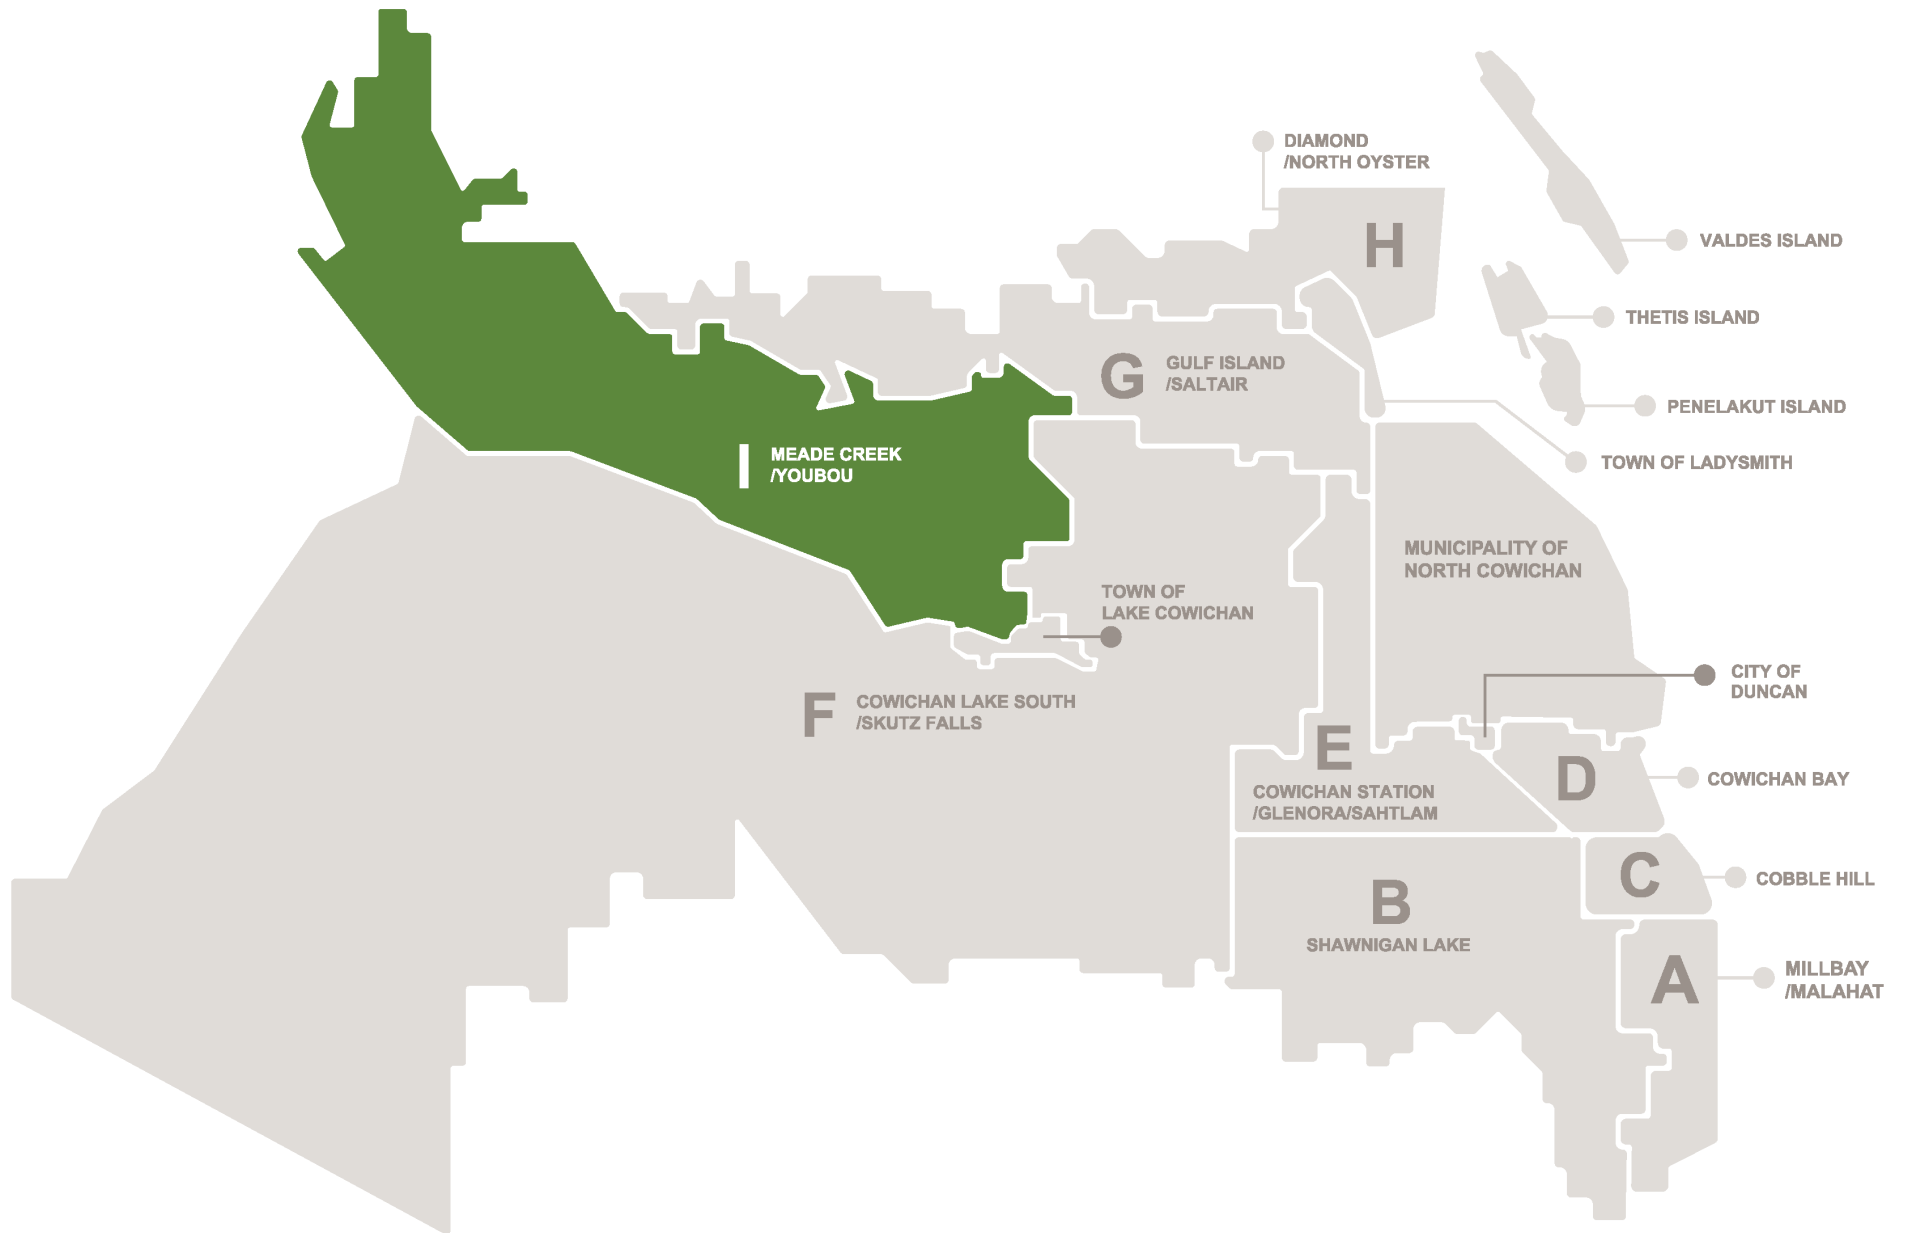 DIAMOND
/NORTH OYSTER
H
VALDES ISLAND
THETIS ISLAND
G
GULF ISLAND
/SALTAIR
PENELAKUT ISLAND
I
MEADE CREEK
/YOUBOU
TOWN OF LADYSMITH
MUNICIPALITY OF
NORTH COWICHAN
TOWN OF
LAKE COWICHAN
CITY OF
DUNCAN
F
COWICHAN LAKE SOUTH
/SKUTZ FALLS
E
COWICHAN STATION
/GLENORA/SAHTLAM
D
COWICHAN BAY
C
COBBLE HILL
B
SHAWNIGAN LAKE
A
MILLBAY
/MALAHAT